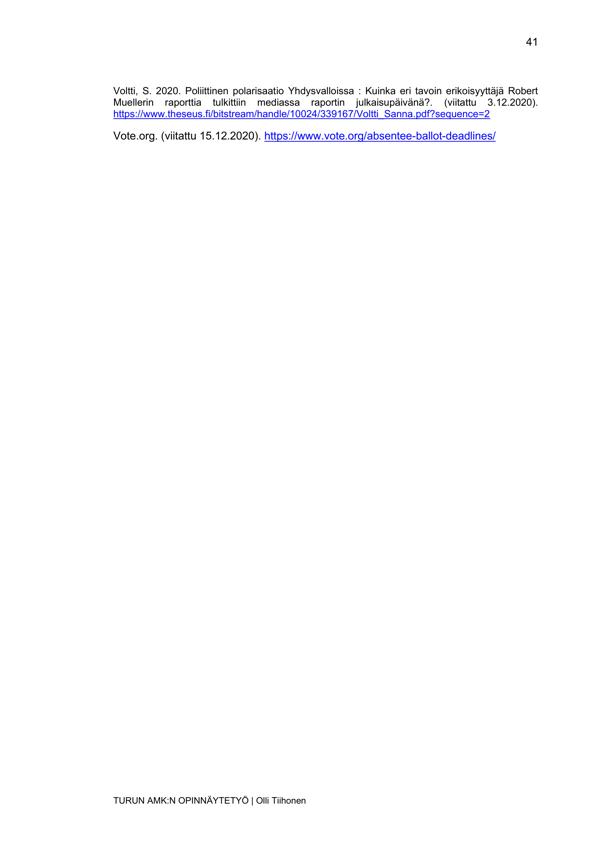 41
Voltti, S. 2020. Poliittinen polarisaatio Yhdysvalloissa : Kuinka eri tavoin erikoisyyttäjä Robert
Muellerin raporttia tulkittiin mediassa raportin julkaisupäivänä?. (viitattu 3.12.2020).
https://www.theseus.fi/bitstream/handle/10024/339167/Voltti_Sanna.pdf?sequence=2
Vote.org. (viitattu 15.12.2020). https://www.vote.org/absentee-ballot-deadlines/
TURUN AMK:N OPINNÄYTETYÖ | Olli Tiihonen